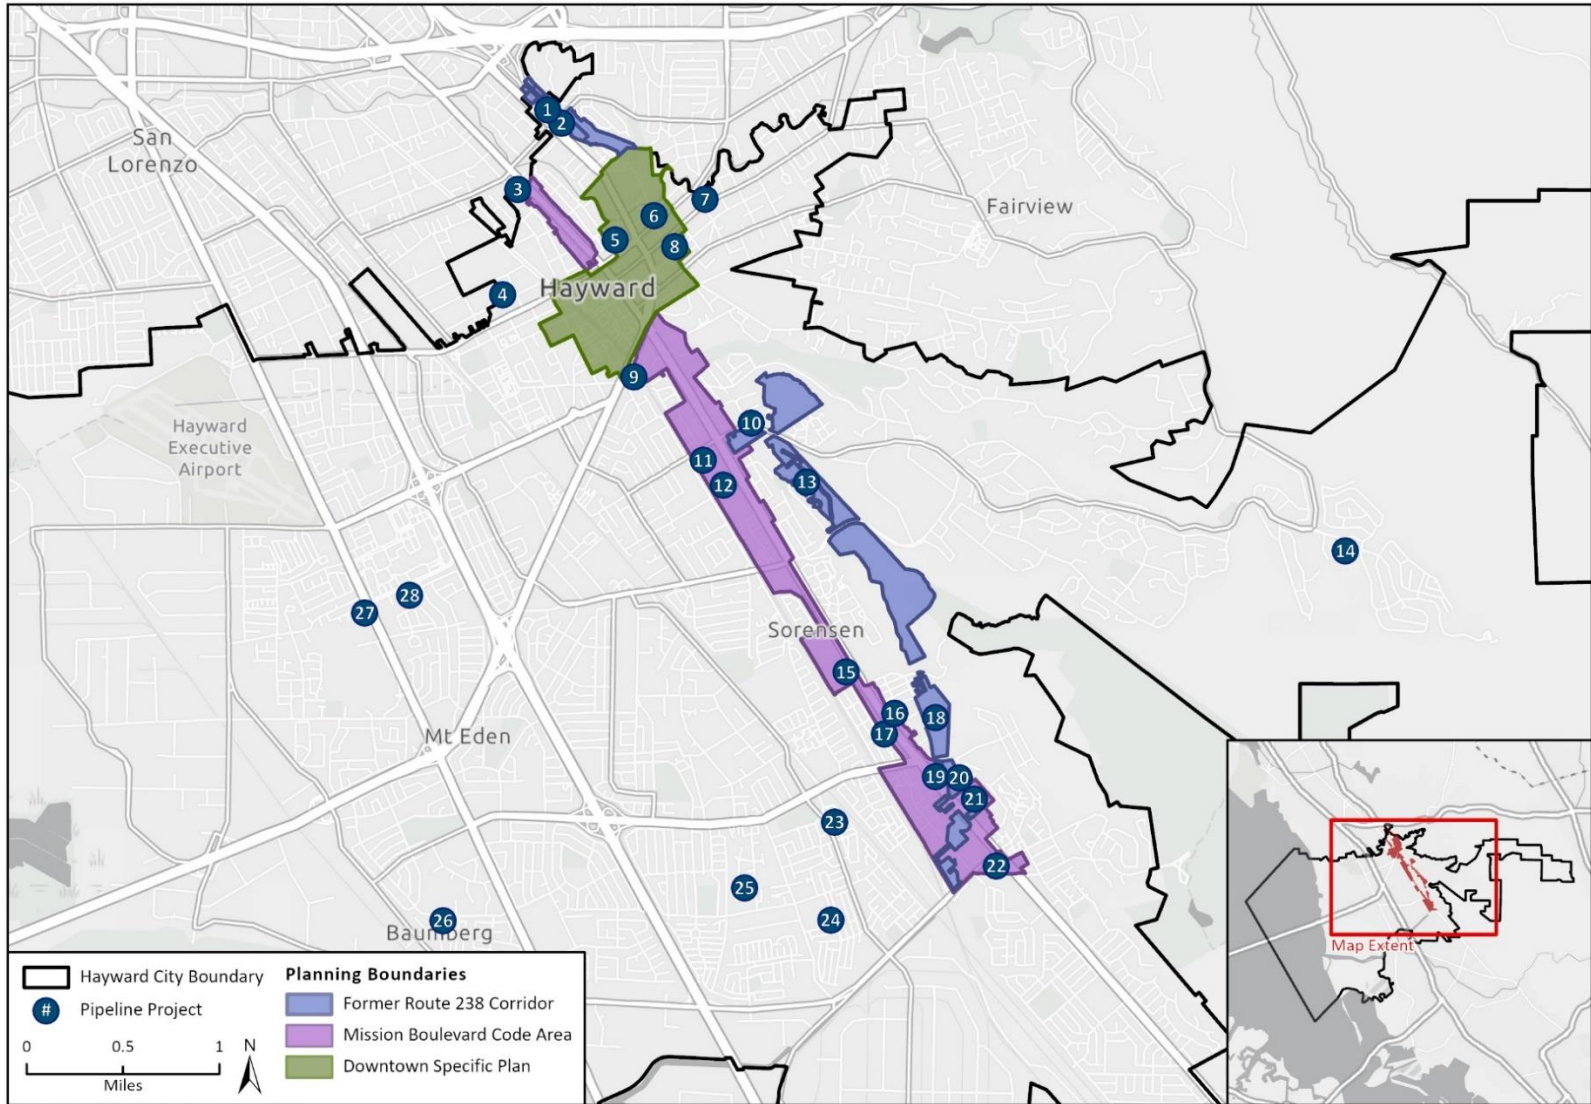 1
2
San
Lorenzo
3
7
Fairview
6
5
8
Hayward
4
9
Hayward
Executive
Airport
10
11
12
13
14
28
27
Sorensen
15
16
17
18
Mt Eden
19
20
21
23
22
25
24
26
Baumberg
Map Extent
Hayward City Boundary
# Pipeline Project
0 0.5 1
Miles
N
Planning Boundaries
Former Route 238 Corridor
Mission Boulevard Code Area
Downtown Specific Plan